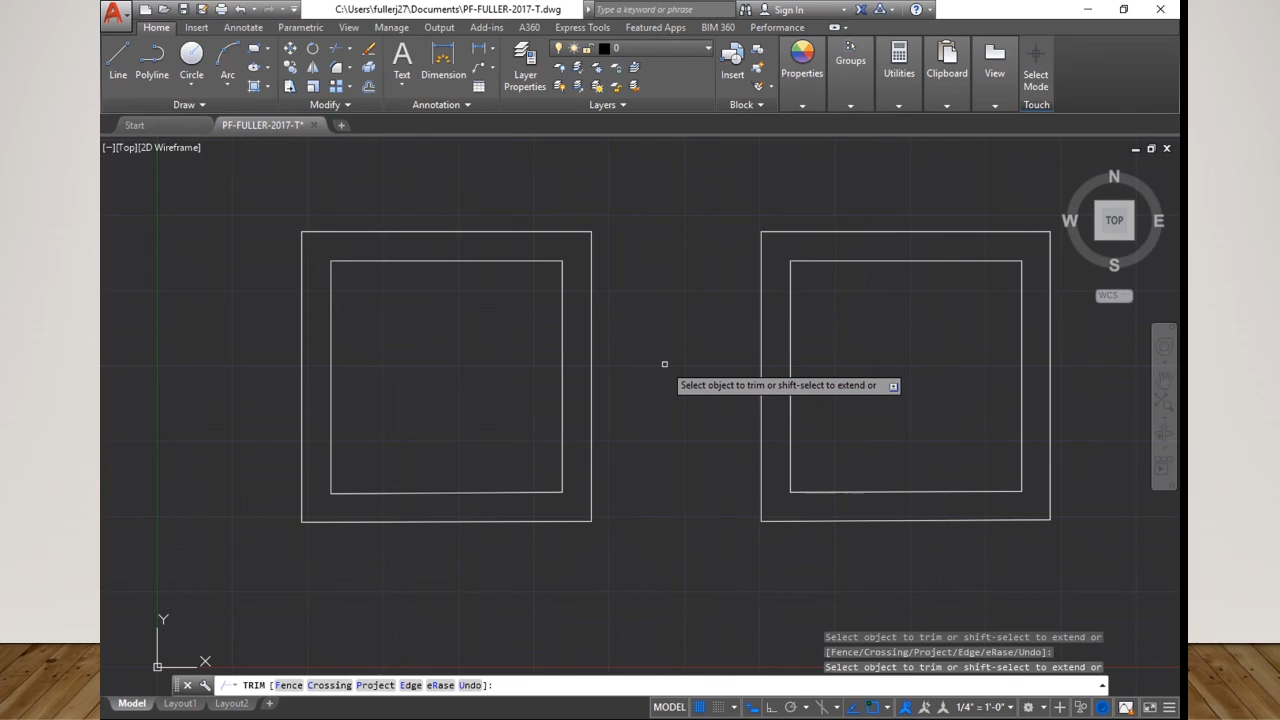 C:\Users\fullerj27\Documents\PF-FULLER-2017-T.dwg
Type a keyword or phrase
Sign In
Home Insert Annotate Parametric View Manage Output Add-ins A360 Express Tools Featured Apps BIM 360 Performance
0
Line Polyline Circle Arc Text Dimension Layer Properties Insert Properties Groups Utilities Clipboard View Select Mode
Draw Modify Annotation Layers Block Touch
Start PF-FULLER-2017-T*
[−][Top][2D Wireframe]
N
W TOP E
S
WCS
Select object to trim or shift-select to extend or
Y
X
Select object to trim or shift-select to extend or
[Fence/Crossing/Project/Edge/eRase/Undo]:
Select object to trim or shift-select to extend or
TRIM [Fence Crossing Project Edge eRase Undo]:
Model Layout1 Layout2 + MODEL 1/4" = 1'-0"